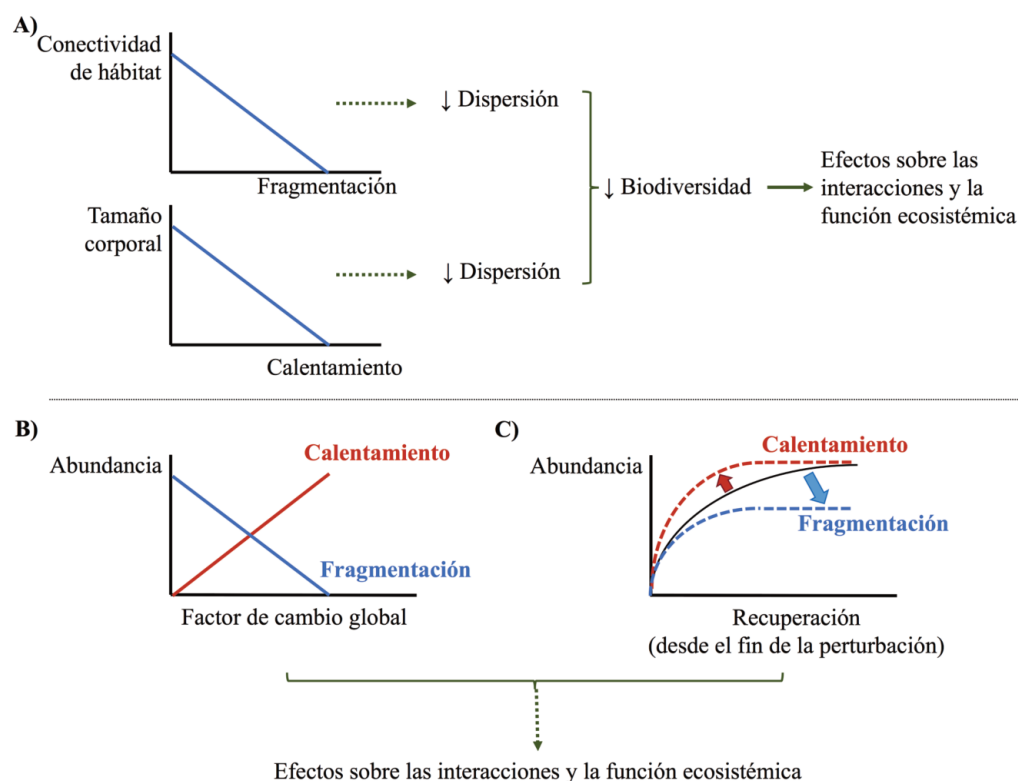 A)
Conectividad
de hábitat
Fragmentación
↓ Dispersión
Tamaño
corporal
Calentamiento
↓ Dispersión
↓ Biodiversidad
Efectos sobre las
interacciones y la
función ecosistémica
B)
Abundancia
Calentamiento
Fragmentación
Factor de cambio global
C)
Abundancia
Calentamiento
Fragmentación
Recuperación
(desde el fin de la perturbación)
Efectos sobre las interacciones y la función ecosistémica